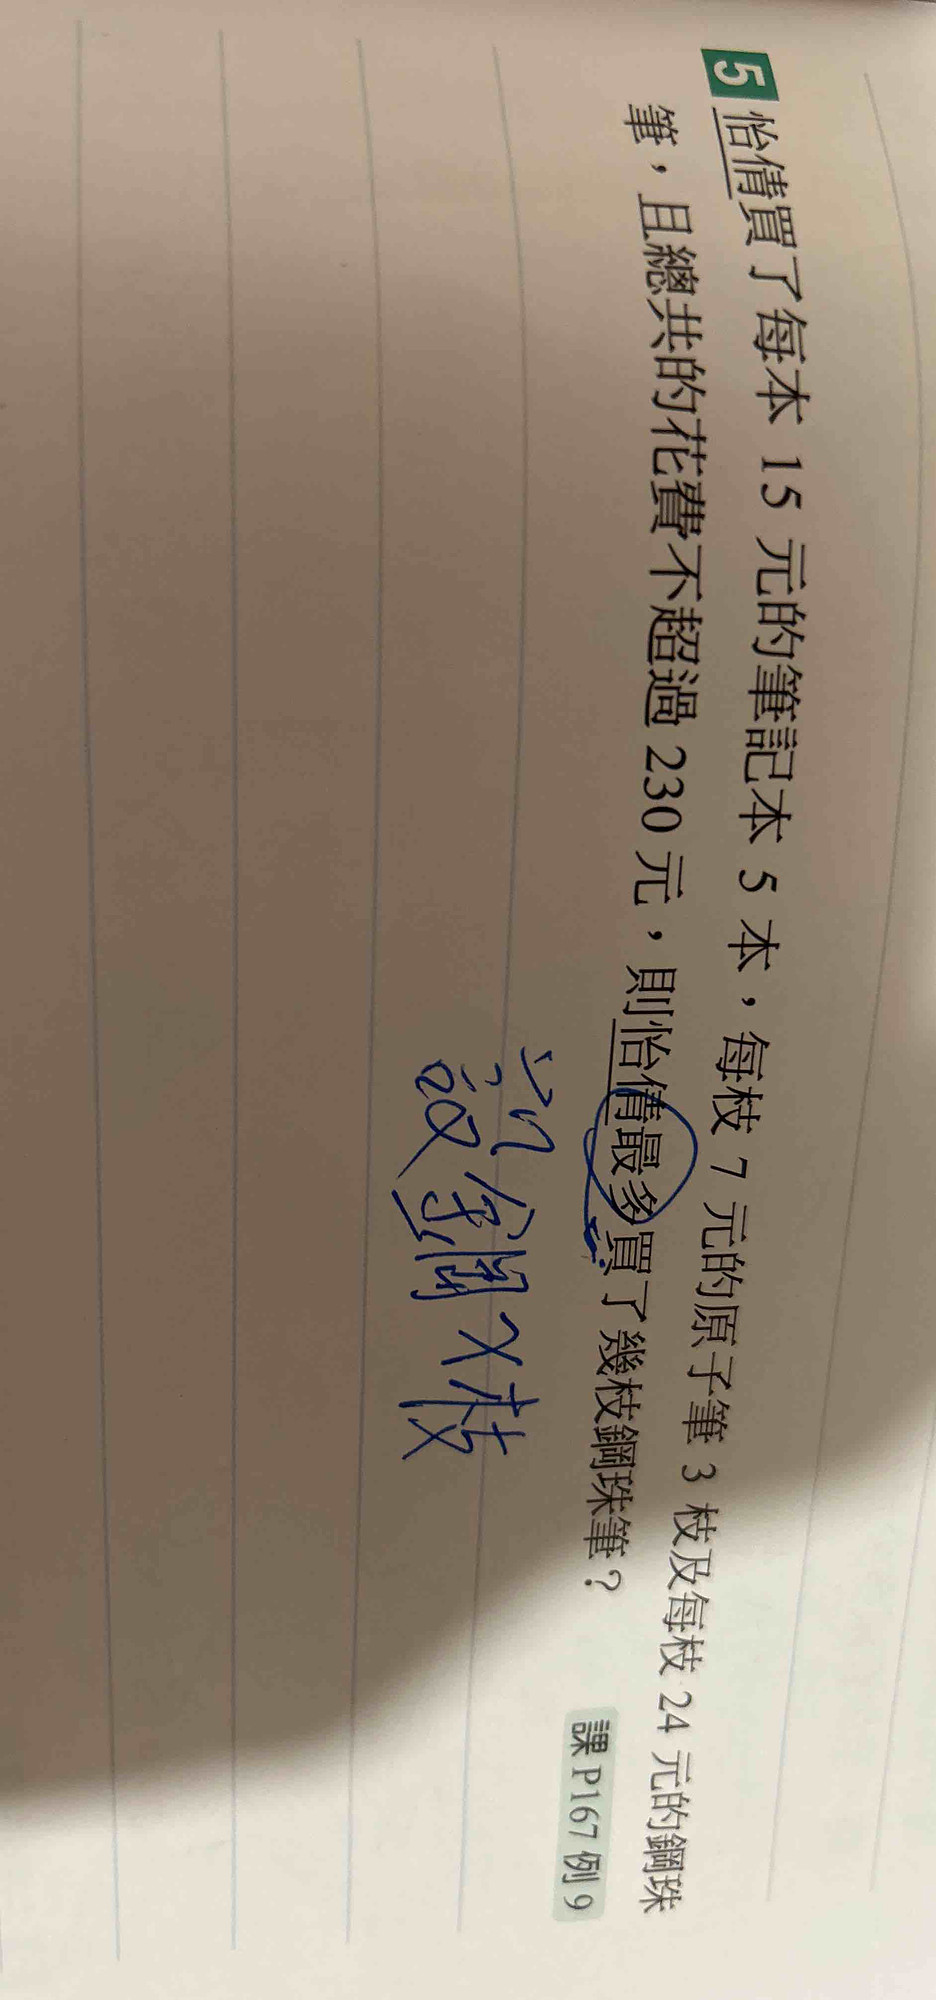 5 怡倩買了每本 15 元的筆記本 5 本，每枝 7 元的原子筆 3 枝及每枝 24 元的鋼珠
筆，且總共的花費不超過 230 元，則怡倩最多買了幾枝鋼珠筆？
課 P167 例 9
設鋼 x 枝